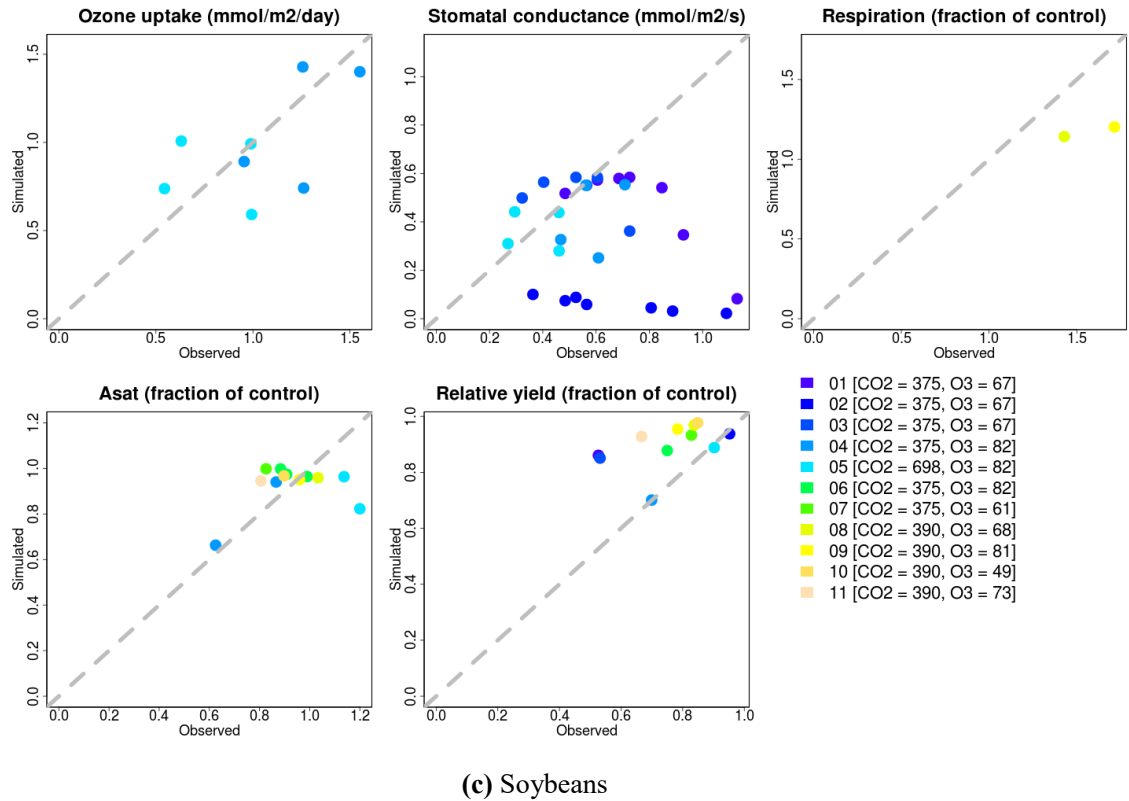 Ozone uptake (mmol/m2/day)
Simulated
0.0 0.5 1.0 1.5
0.0 0.5 1.0 1.5
Observed
Stomatal conductance (mmol/m2/s)
Simulated
0.0 0.2 0.4 0.6 0.8 1.0
0.0 0.2 0.4 0.6 0.8 1.0
Observed
Respiration (fraction of control)
Simulated
0.0 0.5 1.0 1.5
0.0 0.5 1.0 1.5
Observed
Asat (fraction of control)
Simulated
0.0 0.2 0.4 0.6 0.8 1.0 1.2
0.0 0.2 0.4 0.6 0.8 1.0 1.2
Observed
Relative yield (fraction of control)
Simulated
0.0 0.2 0.4 0.6 0.8 1.0
0.0 0.2 0.4 0.6 0.8 1.0
Observed
01 [CO2 = 375, O3 = 67]
02 [CO2 = 375, O3 = 67]
03 [CO2 = 375, O3 = 67]
04 [CO2 = 375, O3 = 82]
05 [CO2 = 698, O3 = 82]
06 [CO2 = 375, O3 = 82]
07 [CO2 = 375, O3 = 61]
08 [CO2 = 390, O3 = 68]
09 [CO2 = 390, O3 = 81]
10 [CO2 = 390, O3 = 49]
11 [CO2 = 390, O3 = 73]
(c) Soybeans